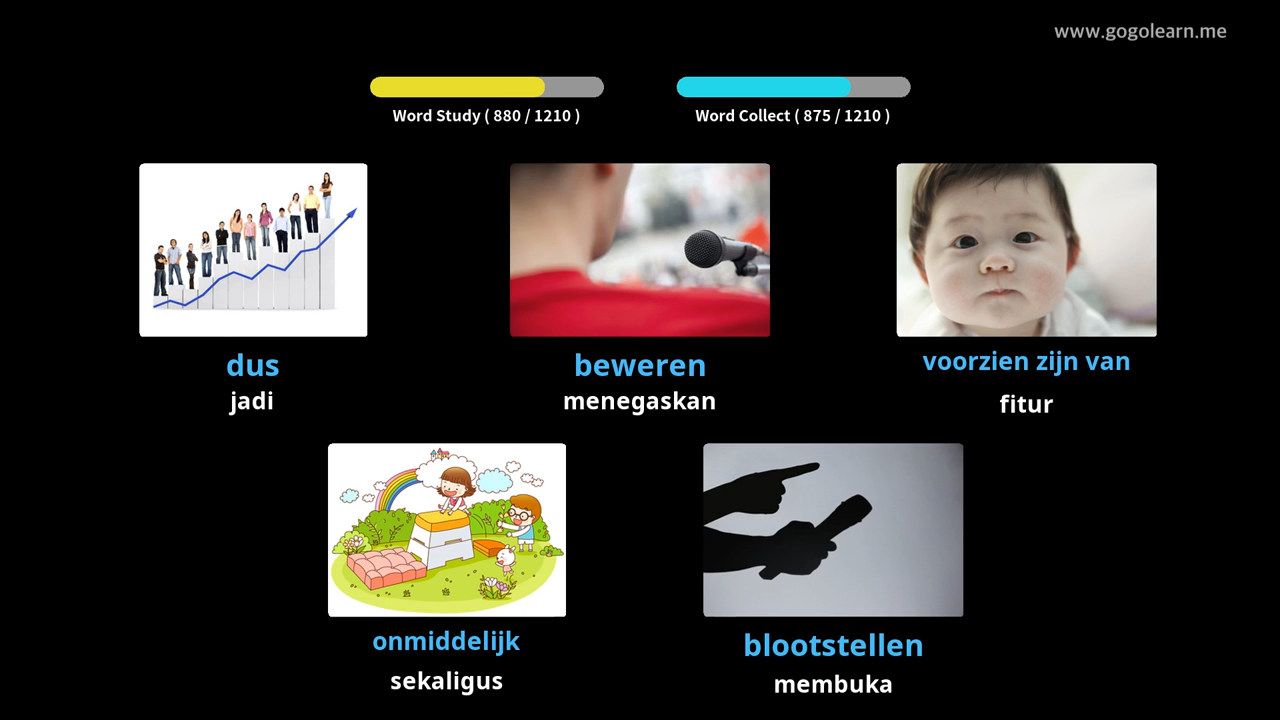 www.gogolearn.me
Word Study ( 880 / 1210 )
Word Collect ( 875 / 1210 )
dus
jadi
beweren
menegaskan
voorzien zijn van
fitur
onmiddelijk
sekaligus
blootstellen
membuka